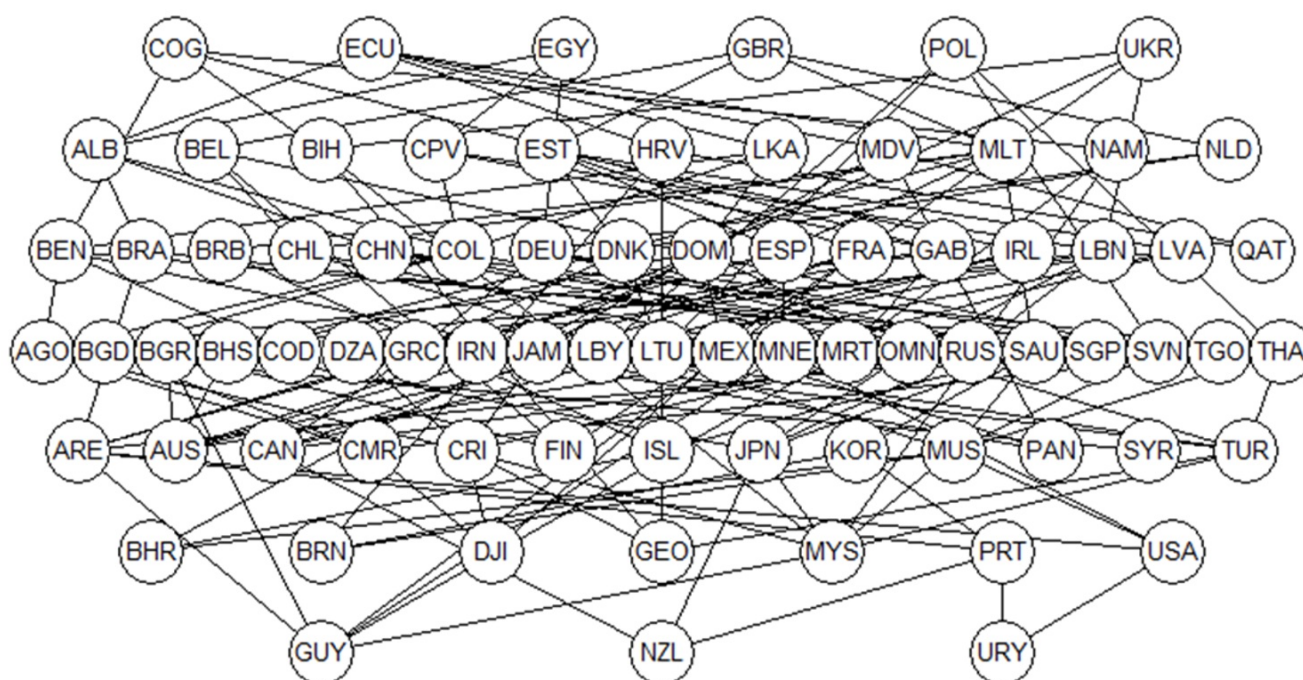 COG ECU EGY GBR POL UKR
ALB BEL BIH CPV EST HRV LKA MDV MLT NAM NLD
BEN BRA BRB CHL CHN COL DEU DNK DOM ESP FRA GAB IRL LBN LVA QAT
AGO BGD BGR BHS COD DZA GRC IRN JAM LBY LTU MEX MNE MRT OMN RUS SAU SGP SVN TGO THA
ARE AUS CAN CMR CRI FIN ISL JPN KOR MUS PAN SYR TUR
BHR BRN DJI GEO MYS PRT USA
GUY NZL URY